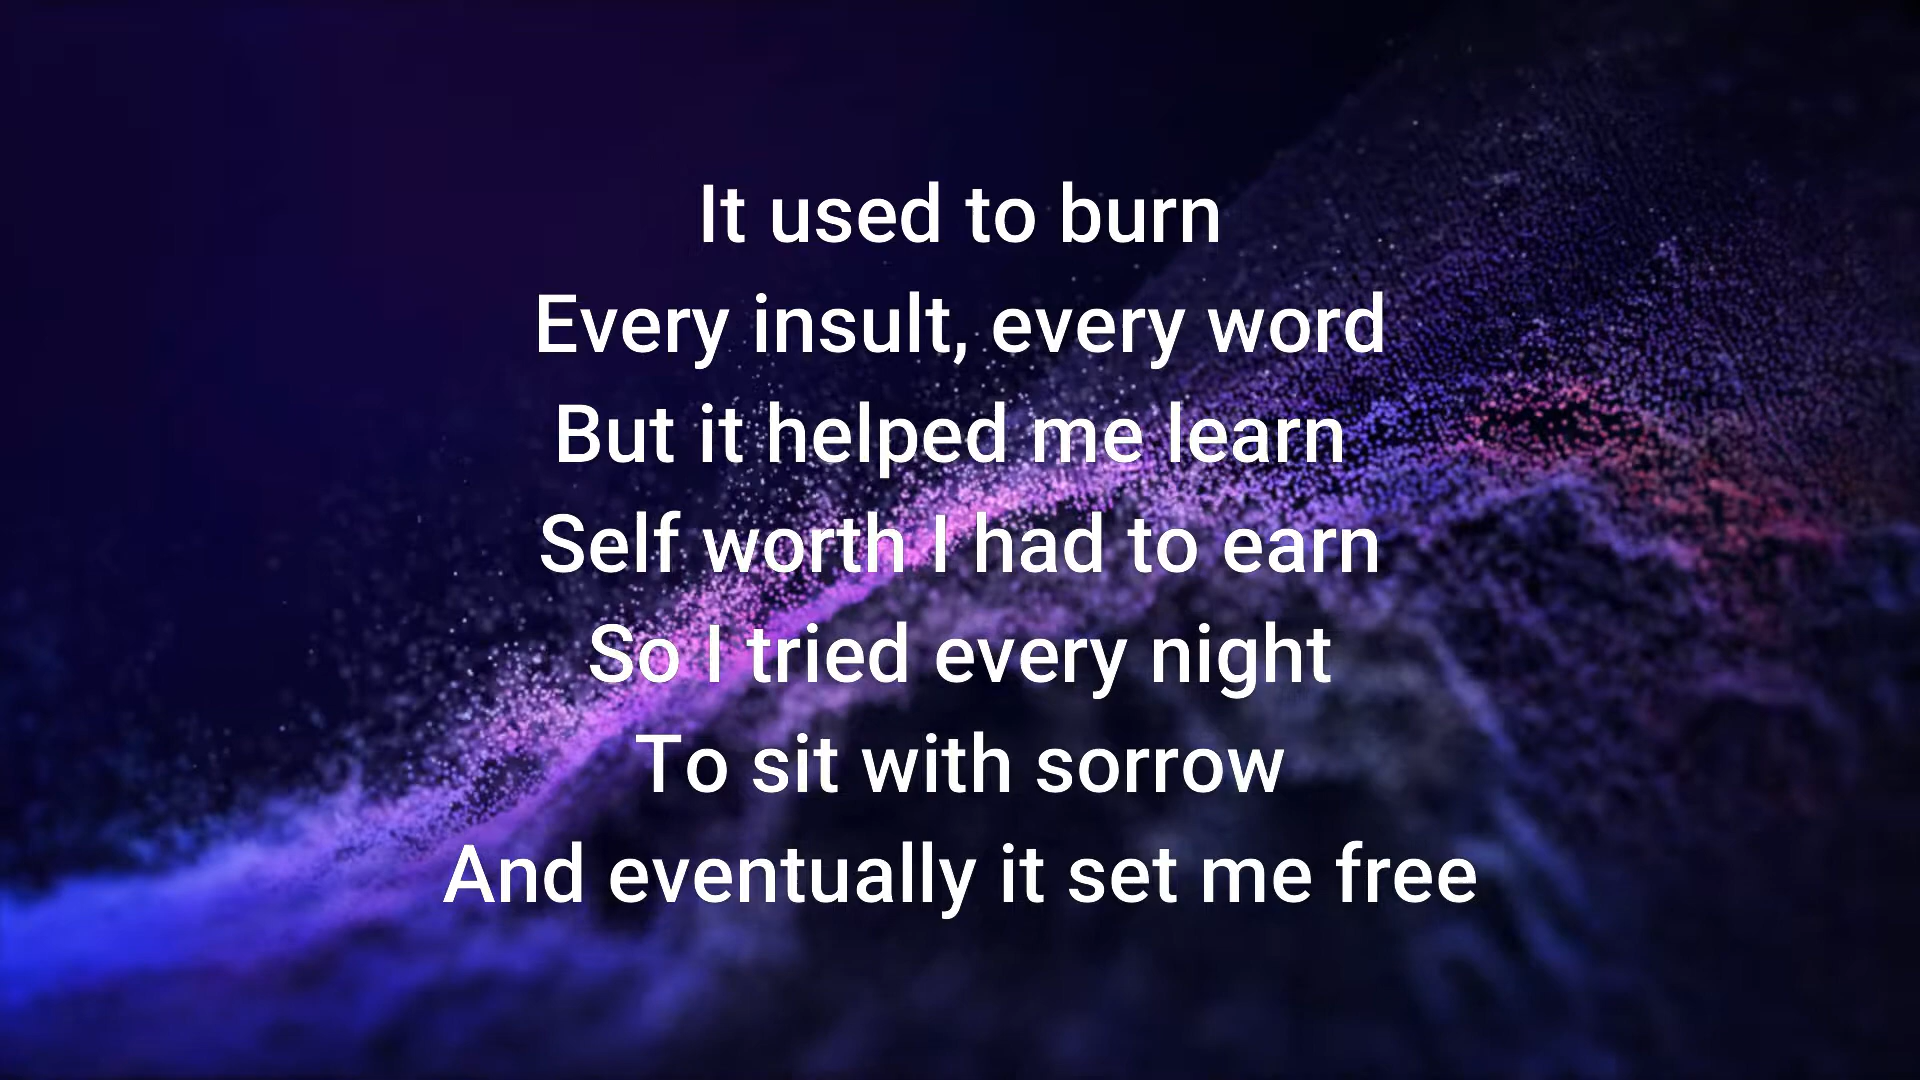 It used to burn
Every insult, every word
But it helped me learn
Self worth I had to earn
So I tried every night
To sit with sorrow
And eventually it set me free